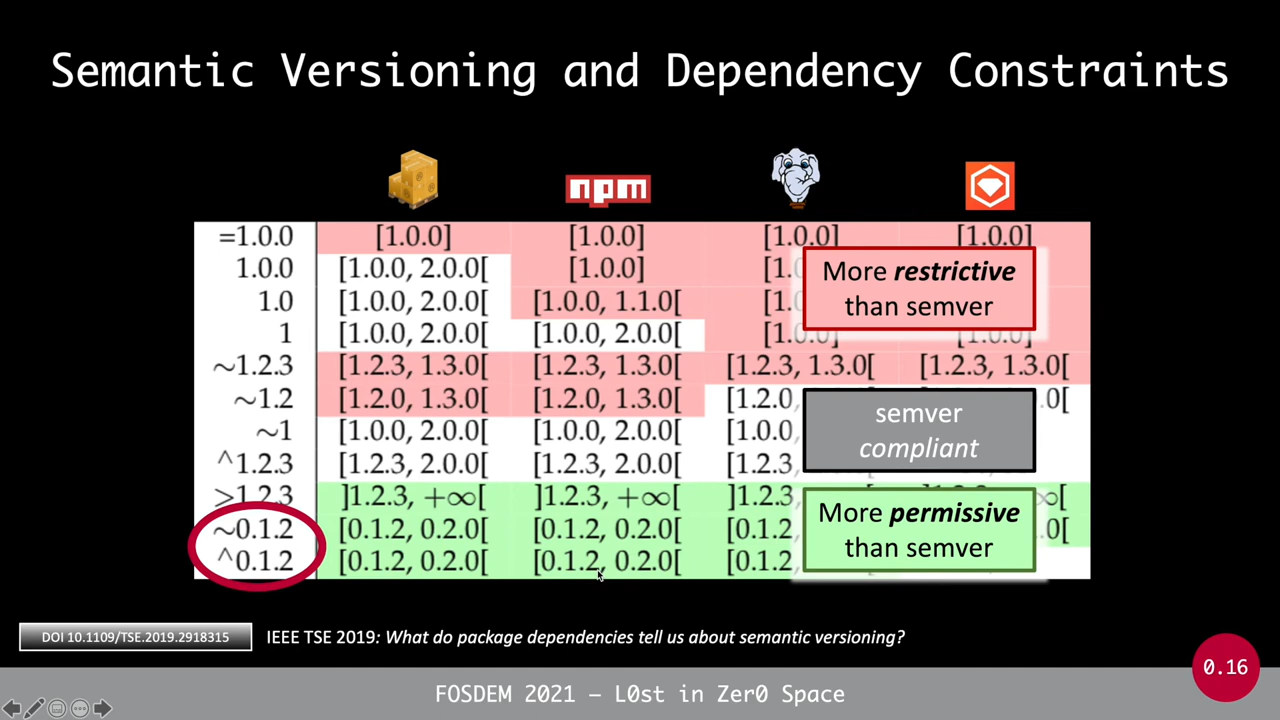 Semantic Versioning and Dependency Constraints
npm
=1.0.0 [1.0.0] [1.0.0] [1.0.0] [1.0.0]
1.0.0 [1.0.0, 2.0.0[ [1.0.0]
1.0 [1.0.0, 2.0.0[ [1.0.0, 1.1.0[
1 [1.0.0, 2.0.0[ [1.0.0, 2.0.0[ [1.0.0] [1.0.0]
~1.2.3 [1.2.3, 1.3.0[ [1.2.3, 1.3.0[ [1.2.3, 1.3.0[ [1.2.3, 1.3.0[
~1.2 [1.2.0, 1.3.0[ [1.2.0, 1.3.0[ [1.2.0,
~1 [1.0.0, 2.0.0[ [1.0.0, 2.0.0[ [1.0.0,
^1.2.3 [1.2.3, 2.0.0[ [1.2.3, 2.0.0[ [1.2.3,
>1.2.3 ]1.2.3, +∞[ ]1.2.3, +∞[ ]1.2.3
~0.1.2 [0.1.2, 0.2.0[ [0.1.2, 0.2.0[ [0.1.2,
^0.1.2 [0.1.2, 0.2.0[ [0.1.2, 0.2.0[ [0.1.2,
More restrictive
than semver
semver
compliant
More permissive
than semver
DOI 10.1109/TSE.2019.2918315
IEEE TSE 2019: What do package dependencies tell us about semantic versioning?
0.16
FOSDEM 2021 – L0st in Zer0 Space